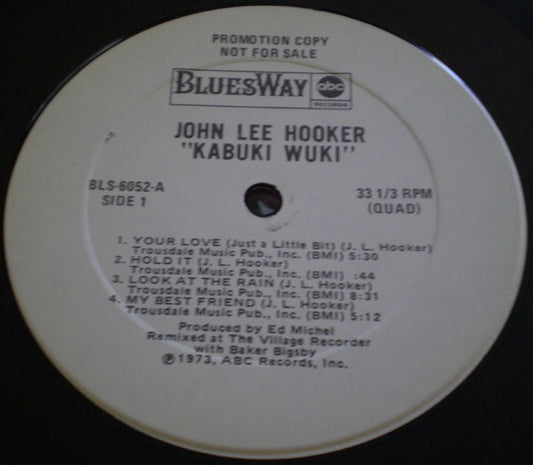 PROMOTION COPY
NOT FOR SALE
BLUESWAY abc RECORDS
JOHN LEE HOOKER
"KABUKI WUKI"
BLS-6052-A
SIDE 1
33 1/3 RPM
(QUAD)
1. YOUR LOVE (Just a Little Bit) (J. L. Hooker)
Trousdale Music Pub., Inc. (BMI) 5:30
2. HOLD IT (J. L. Hooker)
Trousdale Music Pub., Inc. (BMI) :44
3. LOOK AT THE RAIN (J. L. Hooker)
Trousdale Music Pub., Inc. (BMI) 8:31
4. MY BEST FRIEND (J. L. Hooker)
Trousdale Music Pub., Inc. (BMI) 5:12
Produced by Ed Michel
Remixed at The Village Recorder
with Baker Bigsby
℗1973, ABC Records, Inc.